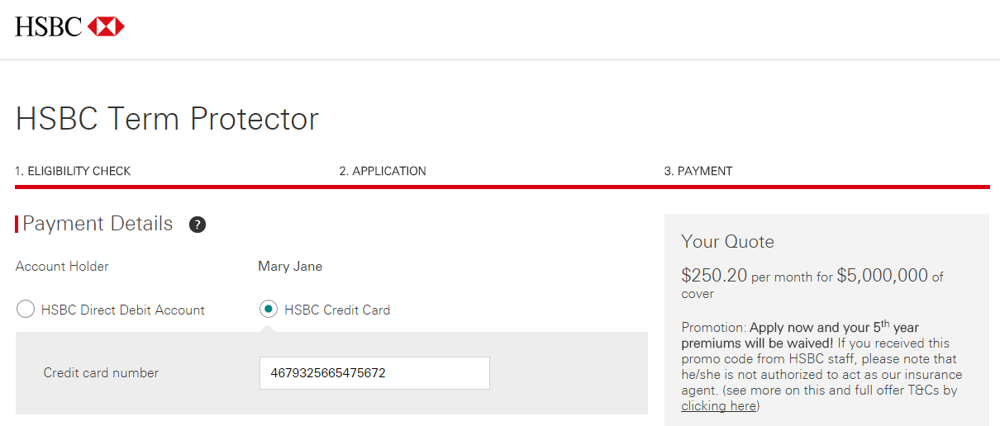 HSBC
HSBC Term Protector
1. ELIGIBILITY CHECK
2. APPLICATION
3. PAYMENT
Payment Details ?
Account Holder
Mary Jane
HSBC Direct Debit Account
HSBC Credit Card
Credit card number
4679325665475672
Your Quote
$250.20 per month for $5,000,000 of
cover
Promotion: Apply now and your 5th year
premiums will be waived! If you received this
promo code from HSBC staff, please note that
he/she is not authorized to act as our insurance
agent. (see more on this and full offer T&Cs by
clicking here)